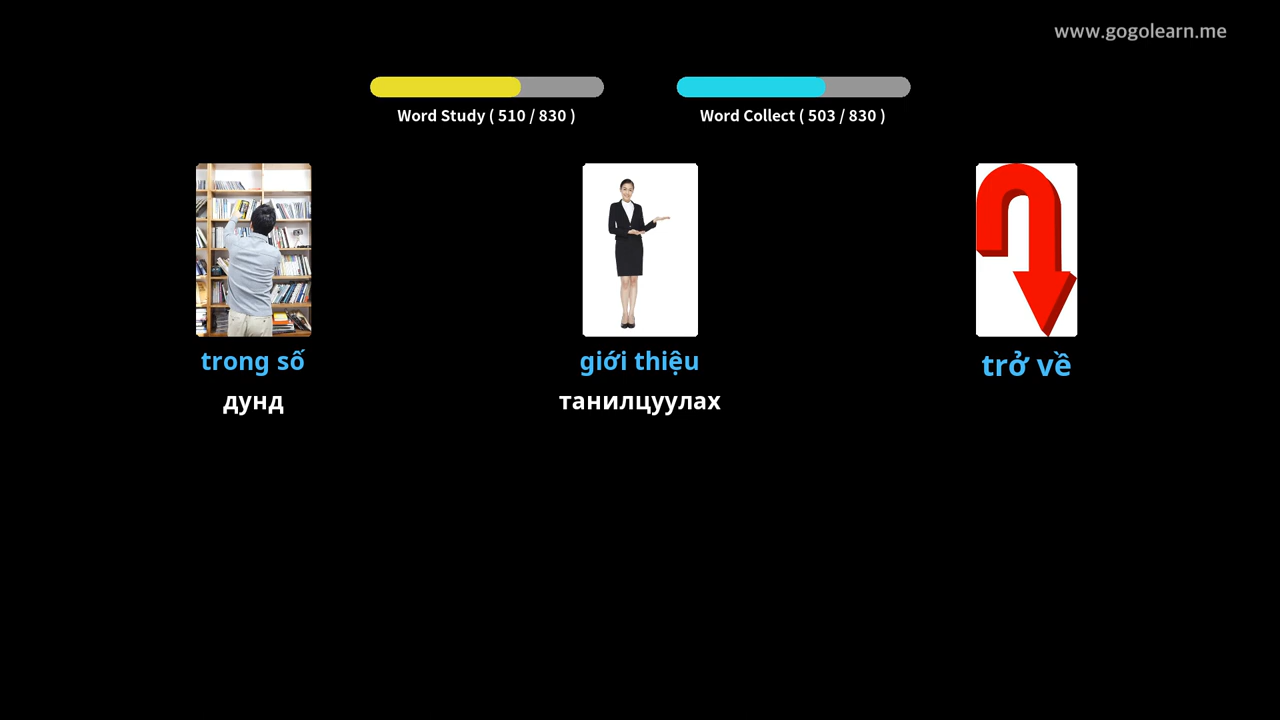 www.gogolearn.me
Word Study ( 510 / 830 )
Word Collect ( 503 / 830 )
trong số
giới thiệu
trở về
дунд
танилцуулах